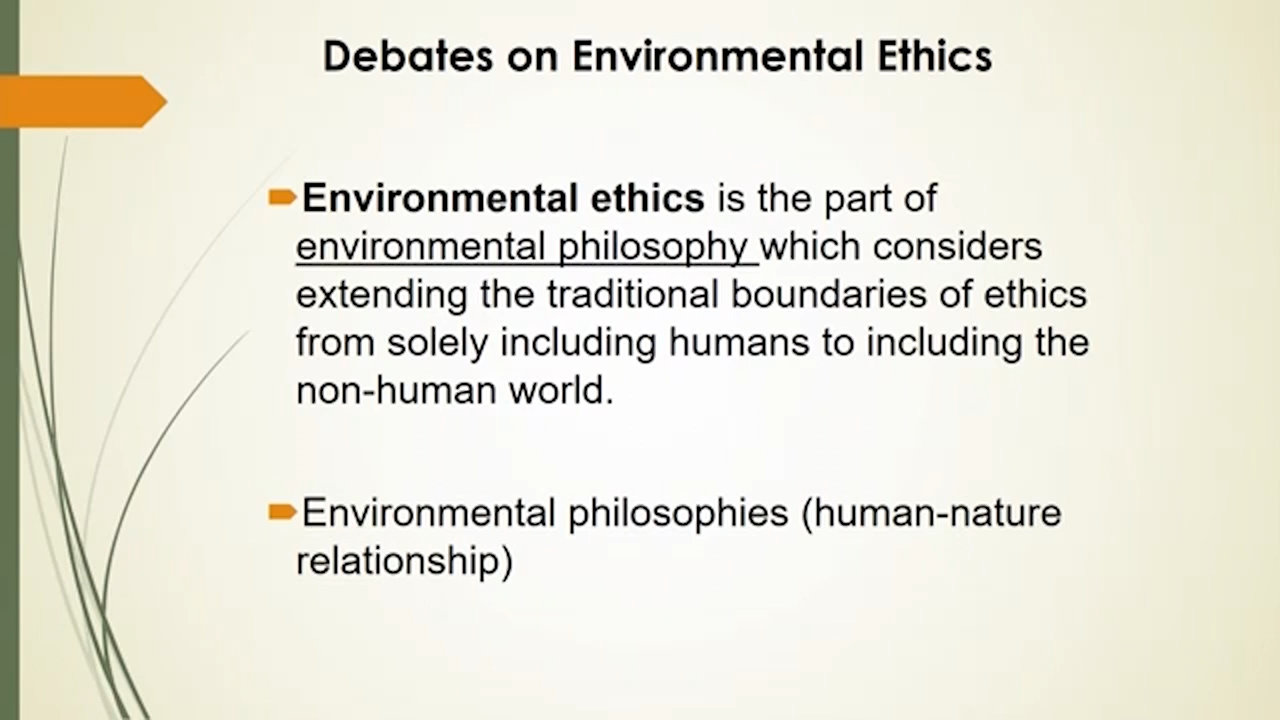 Debates on Environmental Ethics
Environmental ethics is the part of
environmental philosophy which considers
extending the traditional boundaries of ethics
from solely including humans to including the
non-human world.
Environmental philosophies (human-nature
relationship)